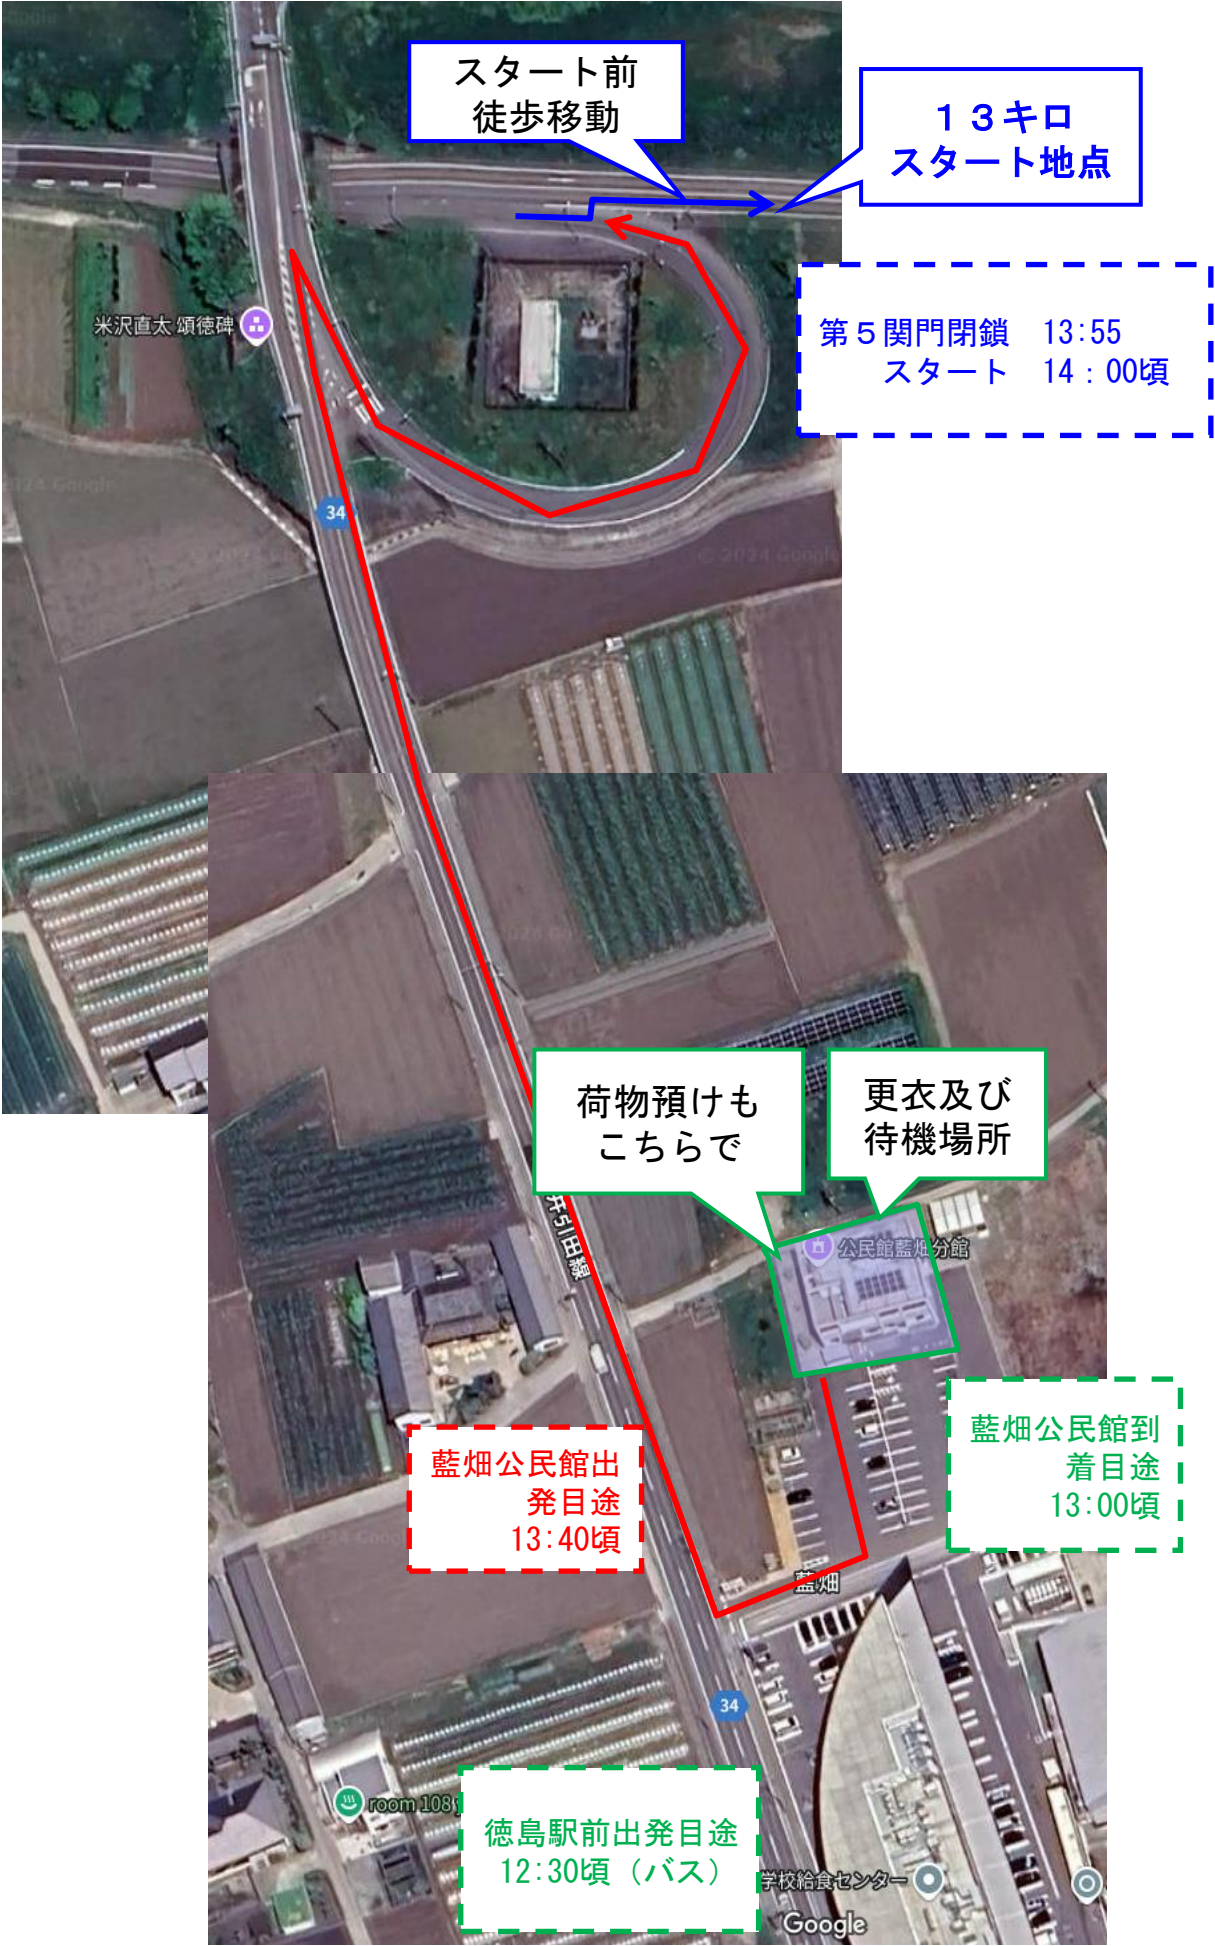 スタート前
徒歩移動
１３キロ
スタート地点
第５関門閉鎖　13:55
スタート　14：00頃
米沢直太 頌徳碑
34
荷物預けも
こちらで
更衣及び
待機場所
井引田線
公民館藍畑分館
藍畑公民館出
発目途
13:40頃
藍畑公民館到
着目途
13:00頃
藍畑
34
room 108
徳島駅前出発目途
12:30頃（バス）
学校給食センター
Google